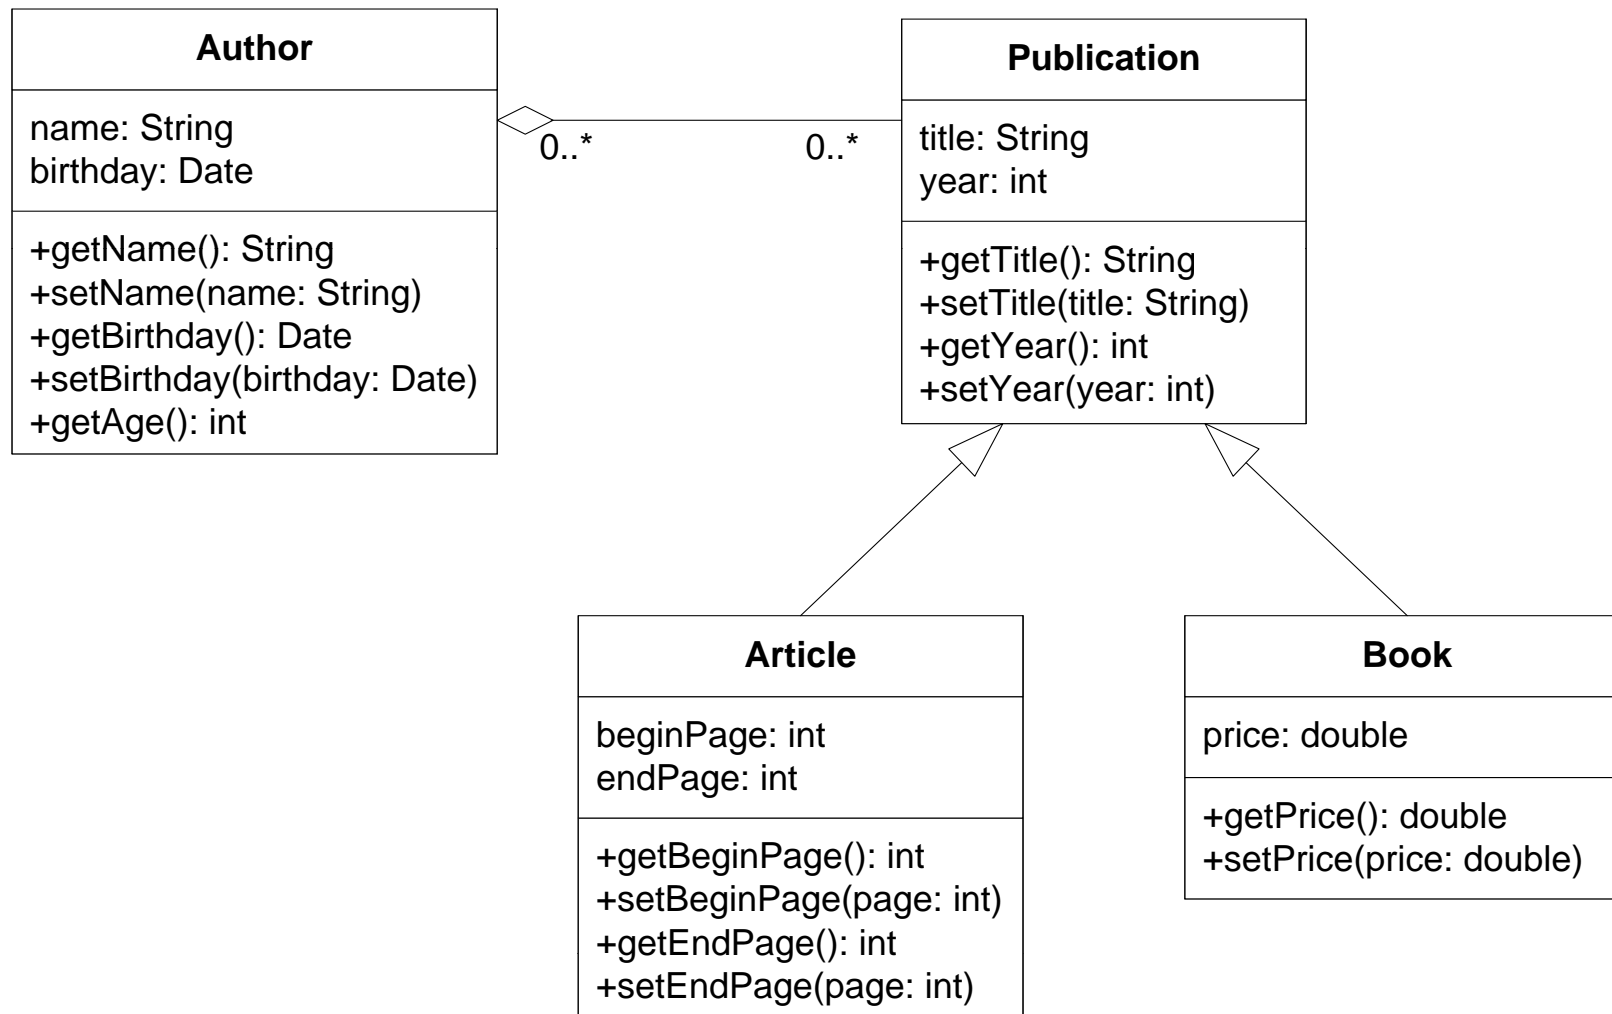 Author
name: String
birthday: Date
+getName(): String
+setName(name: String)
+getBirthday(): Date
+setBirthday(birthday: Date)
+getAge(): int
0..*
0..*
Publication
title: String
year: int
+getTitle(): String
+setTitle(title: String)
+getYear(): int
+setYear(year: int)
Article
beginPage: int
endPage: int
+getBeginPage(): int
+setBeginPage(page: int)
+getEndPage(): int
+setEndPage(page: int)
Book
price: double
+getPrice(): double
+setPrice(price: double)